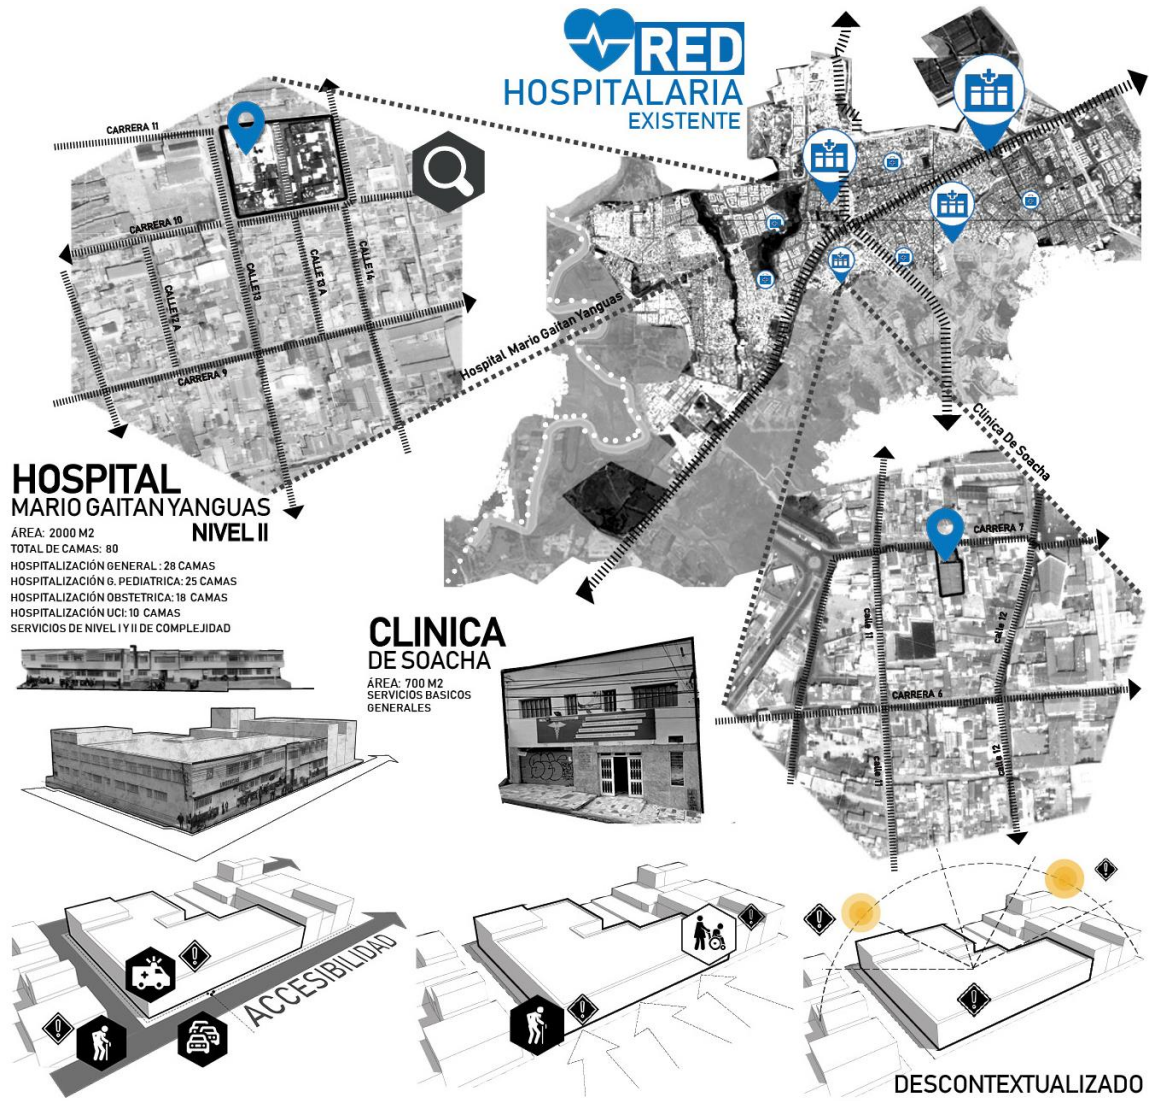 RED
HOSPITALARIA
EXISTENTE
CARRERA 11
CARRERA 10
CALLE 12 A
CALLE 13
CALLE 13 A
CALLE 14
CARRERA 9
Hospital Mario Gaitan Yanguas
Clinica De Soacha
HOSPITAL
MARIO GAITAN YANGUAS
NIVEL II
ÁREA: 2000 M2
TOTAL DE CAMAS: 80
HOSPITALIZACIÓN GENERAL : 28 CAMAS
HOSPITALIZACIÓN G. PEDIATRICA: 25 CAMAS
HOSPITALIZACIÓN OBSTETRICA: 18 CAMAS
HOSPITALIZACIÓN UCI: 10 CAMAS
SERVICIOS DE NIVEL I Y II DE COMPLEJIDAD
CLINICA
DE SOACHA
ÁREA: 700 M2
SERVICIOS BASICOS
GENERALES
CARRERA 7
calle 11
calle 12
CARRERA 6
calle 11
calle 12
ACCESIBILIDAD
DESCONTEXTUALIZADO